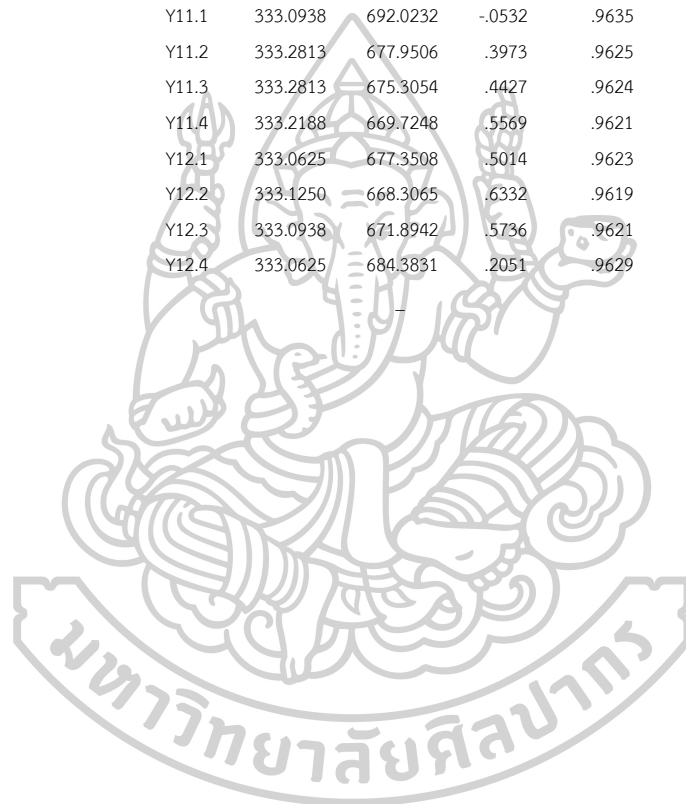 Y11.1 333.0938 692.0232 -.0532 .9635
Y11.2 333.2813 677.9506 .3973 .9625
Y11.3 333.2813 675.3054 .4427 .9624
Y11.4 333.2188 669.7248 .5569 .9621
Y12.1 333.0625 677.3508 .5014 .9623
Y12.2 333.1250 668.3065 .6332 .9619
Y12.3 333.0938 671.8942 .5736 .9621
Y12.4 333.0625 684.3831 .2051 .9629
_
มหาวิทยาลัยศิลปากร